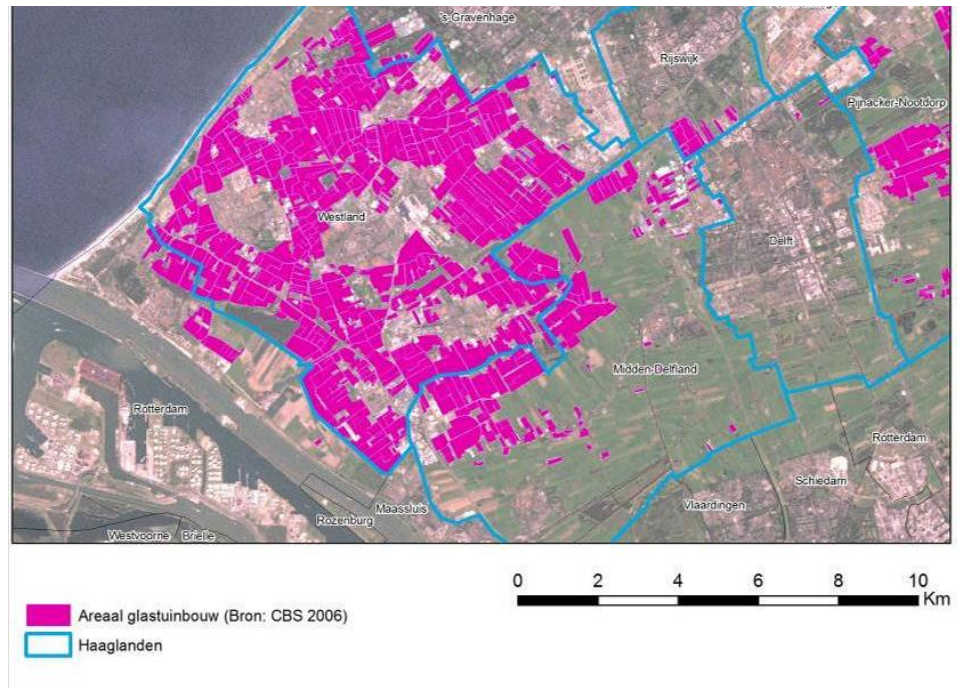 's-Gravenhage
Rijswijk
Pijnacker-Nootdorp
Westland
Delft
Midden-Delfland
Rotterdam
Rotterdam
Schiedam
Vlaardingen
Maassluis
Rozenburg
Westvoorne
Brielle
0 2 4 6 8 10
Km
Areaal glastuinbouw (Bron: CBS 2006)
Haaglanden